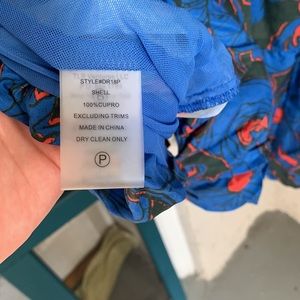 STYLE#DR18P
SHELL
100%CUPRO
EXCLUDING TRIMS
MADE IN CHINA
DRY CLEAN ONLY
P